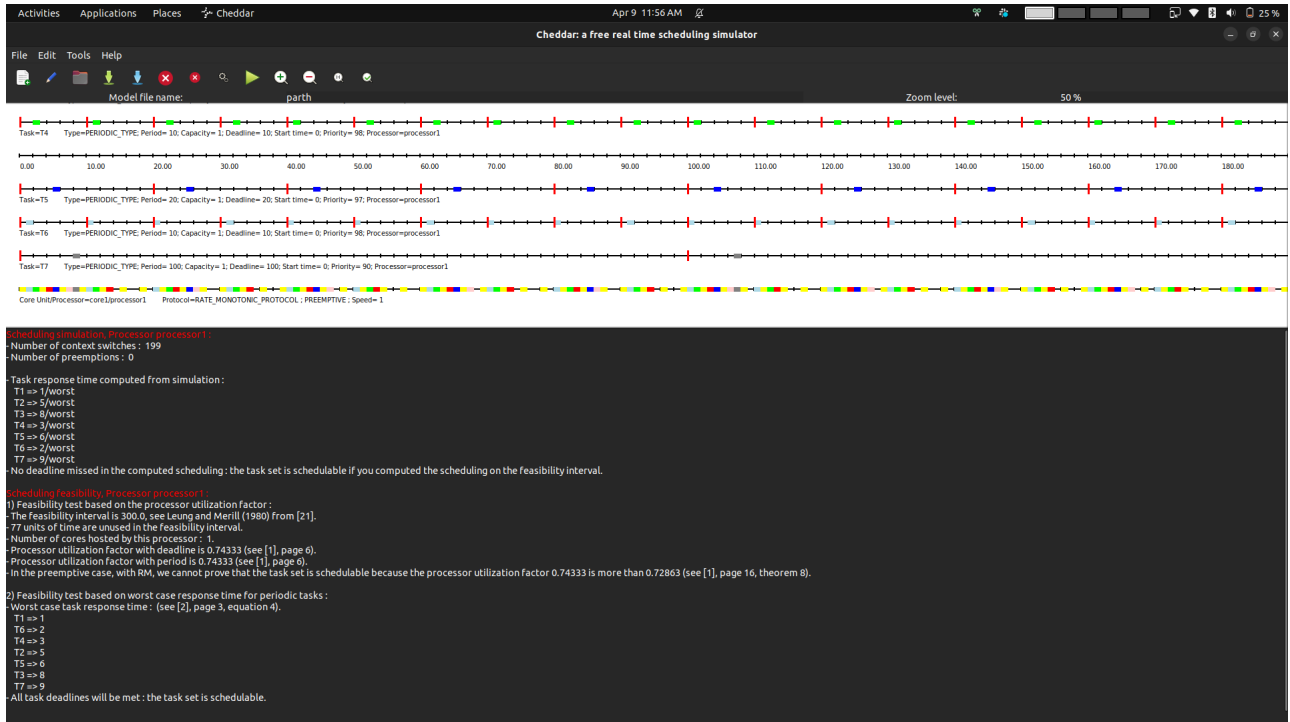 Activities Applications Places Cheddar Apr 9 11:56 AM 25 %
Cheddar: a free real time scheduling simulator
File Edit Tools Help
Model file name: parth Zoom level: 50 %
Task=T4 Type=PERIODIC_TYPE; Period= 10; Capacity= 1; Deadline= 10; Start time= 0; Priority= 98; Processor=processor1
0.00 10.00 20.00 30.00 40.00 50.00 60.00 70.00 80.00 90.00 100.00 110.00 120.00 130.00 140.00 150.00 160.00 170.00 180.00
Task=T5 Type=PERIODIC_TYPE; Period= 20; Capacity= 1; Deadline= 20; Start time= 0; Priority= 97; Processor=processor1
Task=T6 Type=PERIODIC_TYPE; Period= 10; Capacity= 1; Deadline= 10; Start time= 0; Priority= 98; Processor=processor1
Task=T7 Type=PERIODIC_TYPE; Period= 100; Capacity= 1; Deadline= 100; Start time= 0; Priority= 90; Processor=processor1
Core Unit/Processor=core1/processor1 Protocol=RATE_MONOTONIC_PROTOCOL ; PREEMPTIVE ; Speed= 1
Scheduling simulation, Processor processor1 :
- Number of context switches : 199
- Number of preemptions : 0
- Task response time computed from simulation :
T1 => 1/worst
T2 => 5/worst
T3 => 8/worst
T4 => 3/worst
T5 => 6/worst
T6 => 2/worst
T7 => 9/worst
- No deadline missed in the computed scheduling : the task set is schedulable if you computed the scheduling on the feasibility interval.
Scheduling feasibility, Processor processor1 :
1) Feasibility test based on the processor utilization factor :
- The feasibility interval is 300.0, see Leung and Merill (1980) from [21].
- 77 units of time are unused in the feasibility interval.
- Number of cores hosted by this processor : 1.
- Processor utilization factor with deadline is 0.74333 (see [1], page 6).
- Processor utilization factor with period is 0.74333 (see [1], page 6).
- In the preemptive case, with RM, we cannot prove that the task set is schedulable because the processor utilization factor 0.74333 is more than 0.72863 (see [1], page 16, theorem 8).
2) Feasibility test based on worst case response time for periodic tasks :
- Worst case task response time : (see [2], page 3, equation 4).
T1 => 1
T6 => 2
T4 => 3
T2 => 5
T5 => 6
T3 => 8
T7 => 9
- All task deadlines will be met : the task set is schedulable.